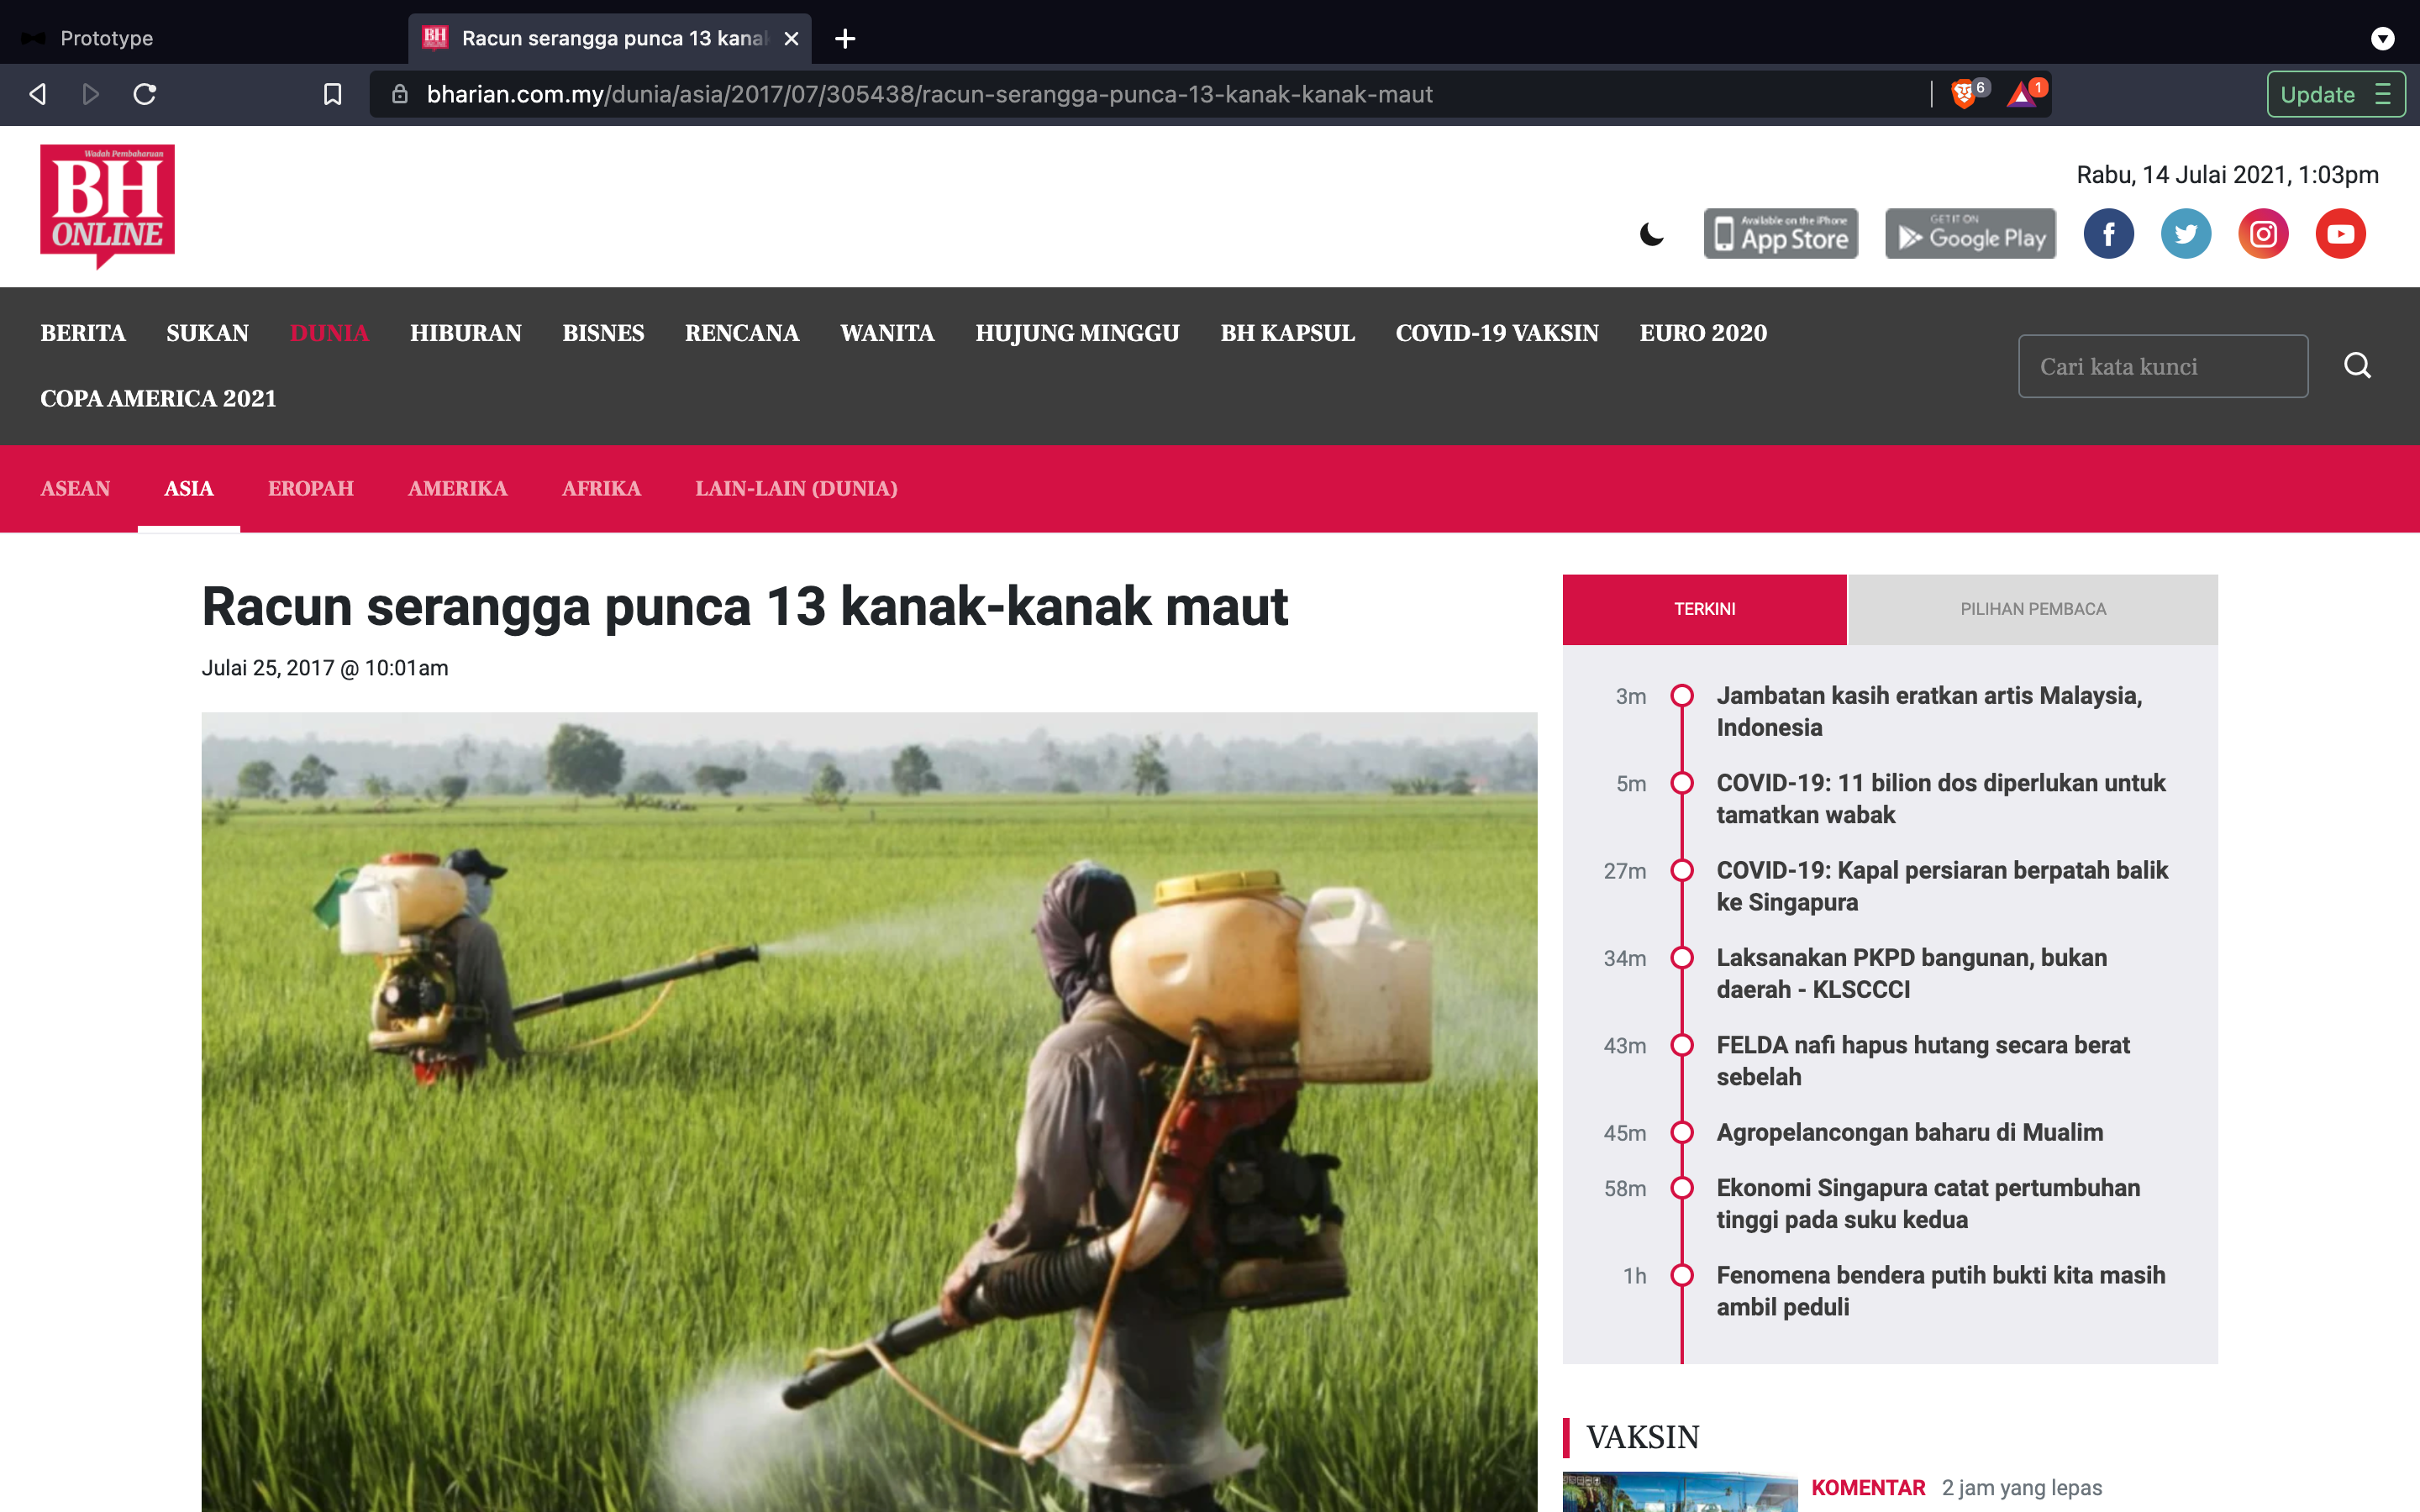 Prototype
Racun serangga punca 13 kana
bharian.com.my/dunia/asia/2017/07/305438/racun-serangga-punca-13-kanak-kanak-maut
6
1
Update
Wadah Pembaharuan
BH
ONLINE
Rabu, 14 Julai 2021, 1:03pm
Available on the iPhone
App Store
GET IT ON
Google Play
BERITA SUKAN DUNIA HIBURAN BISNES RENCANA WANITA HUJUNG MINGGU BH KAPSUL COVID-19 VAKSIN EURO 2020
COPA AMERICA 2021
Cari kata kunci
ASEAN ASIA EROPAH AMERIKA AFRIKA LAIN-LAIN (DUNIA)
Racun serangga punca 13 kanak-kanak maut
Julai 25, 2017 @ 10:01am
TERKINI PILIHAN PEMBACA
3m Jambatan kasih eratkan artis Malaysia,
Indonesia
5m COVID-19: 11 bilion dos diperlukan untuk
tamatkan wabak
27m COVID-19: Kapal persiaran berpatah balik
ke Singapura
34m Laksanakan PKPD bangunan, bukan
daerah - KLSCCCI
43m FELDA nafi hapus hutang secara berat
sebelah
45m Agropelancongan baharu di Mualim
58m Ekonomi Singapura catat pertumbuhan
tinggi pada suku kedua
1h Fenomena bendera putih bukti kita masih
ambil peduli
VAKSIN
KOMENTAR 2 jam yang lepas